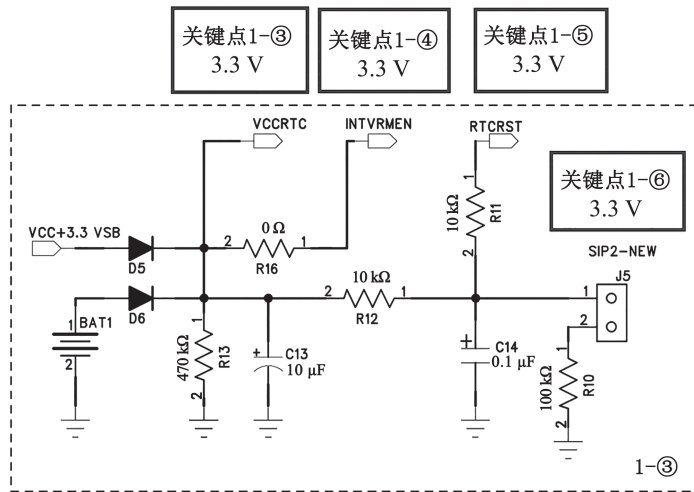 关键点1-③
3.3 V
关键点1-④
3.3 V
关键点1-⑤
3.3 V
VCCRTC
INTVRMEN
RTCRST
关键点1-⑥
3.3 V
1
10 kΩ
R11
2
VCC+3.3 VSB
D5
2
0 Ω
1
R16
SIP2-NEW
J5
D6
2
10 kΩ
1
R12
1
2
1
BAT1
2
1
470 kΩ
R13
2
+
C13
10 μF
+
C14
0.1 μF
1
100 kΩ
R10
2
1-③